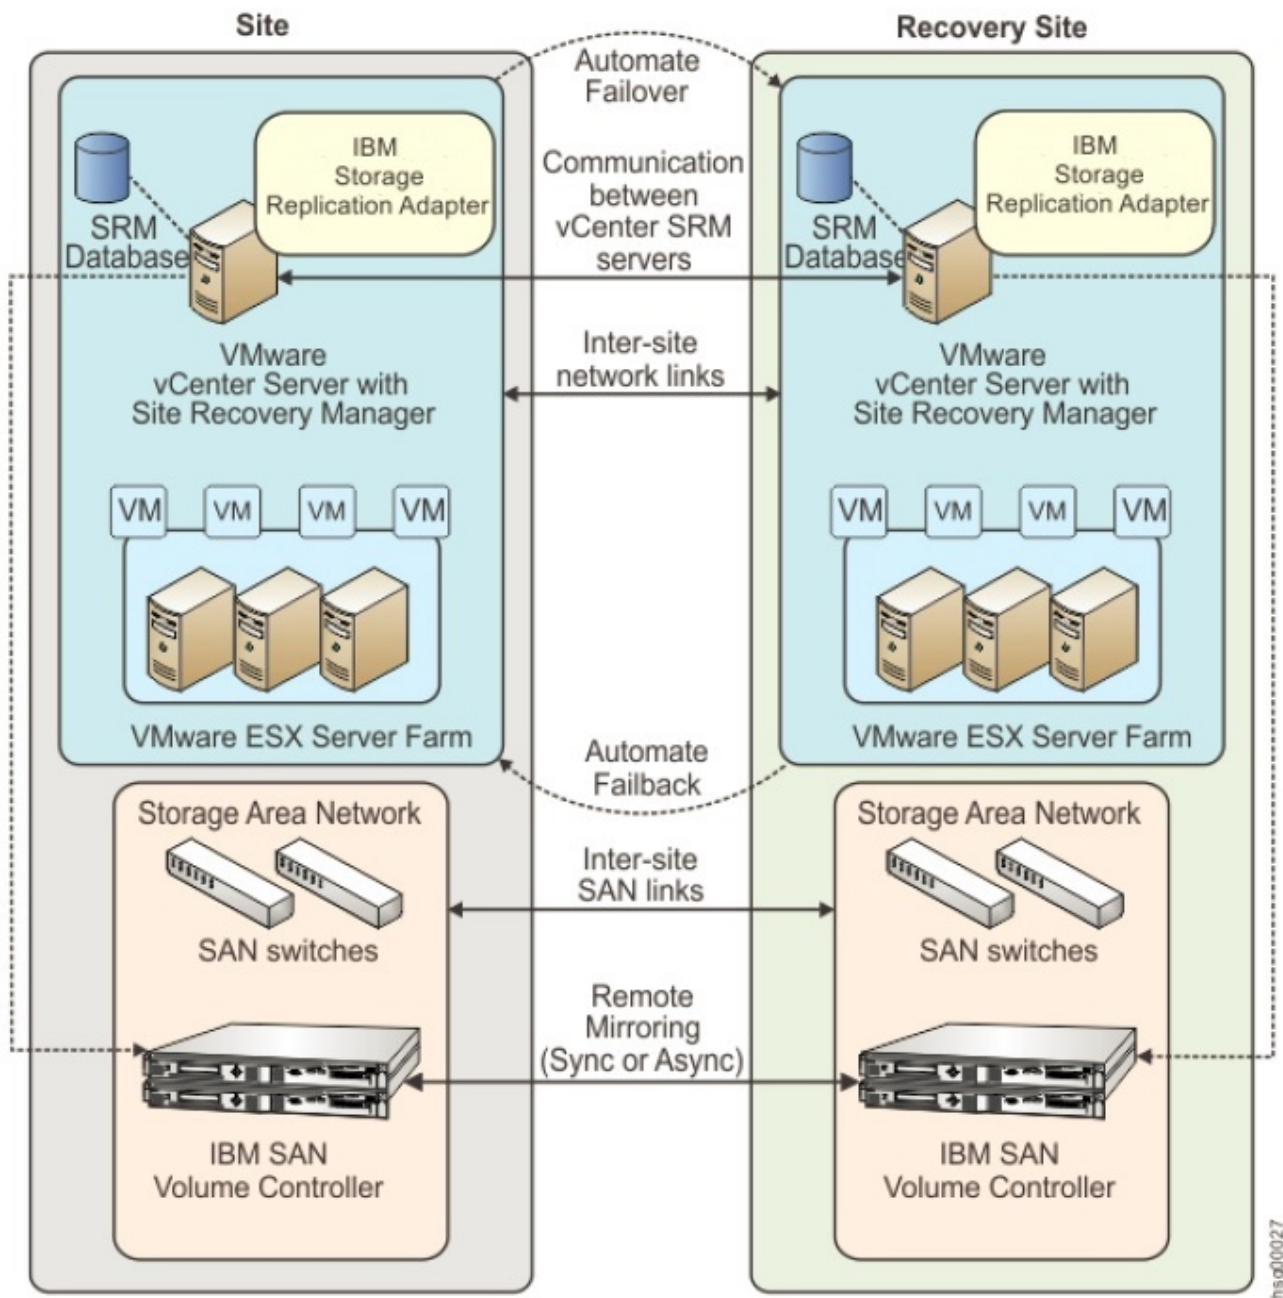 Site
Recovery Site
Automate
Failover
IBM
Storage
Replication Adapter
SRM
Database
Communication
between
vCenter SRM
servers
IBM
Storage
Replication Adapter
SRM
Database
VMware
vCenter Server with
Site Recovery Manager
Inter-site
network links
VMware
vCenter Server with
Site Recovery Manager
VM
VM
VM
VM
VM
VM
VM
VM
VMware ESX Server Farm
Automate
Failback
VMware ESX Server Farm
Storage Area Network
SAN switches
Inter-site
SAN links
Storage Area Network
SAN switches
Remote
Mirroring
(Sync or Async)
IBM SAN
Volume Controller
IBM SAN
Volume Controller